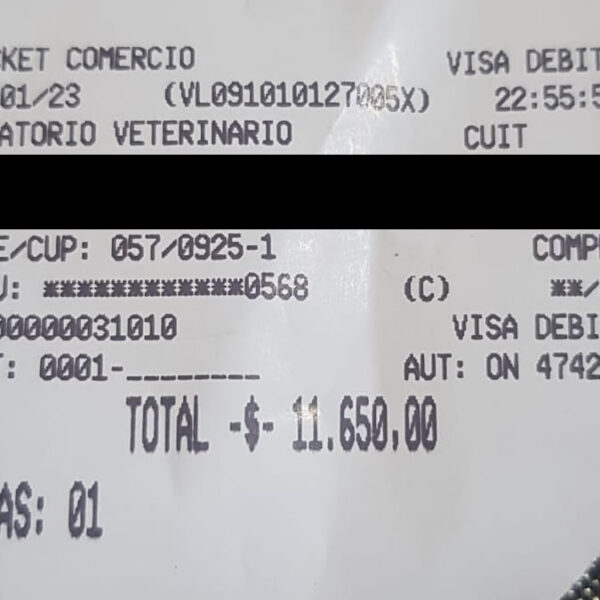 KET COMERCIO VISA DEBIT
01/23 (VL091010127005X) 22:55:5
ATORIO VETERINARIO CUIT
E/CUP: 057/0925-1 COMP
U: ************0568 (C) **/
00000031010 VISA DEBI
T: 0001-________ AUT: ON 4742
TOTAL -$- 11.650,00
AS: 01